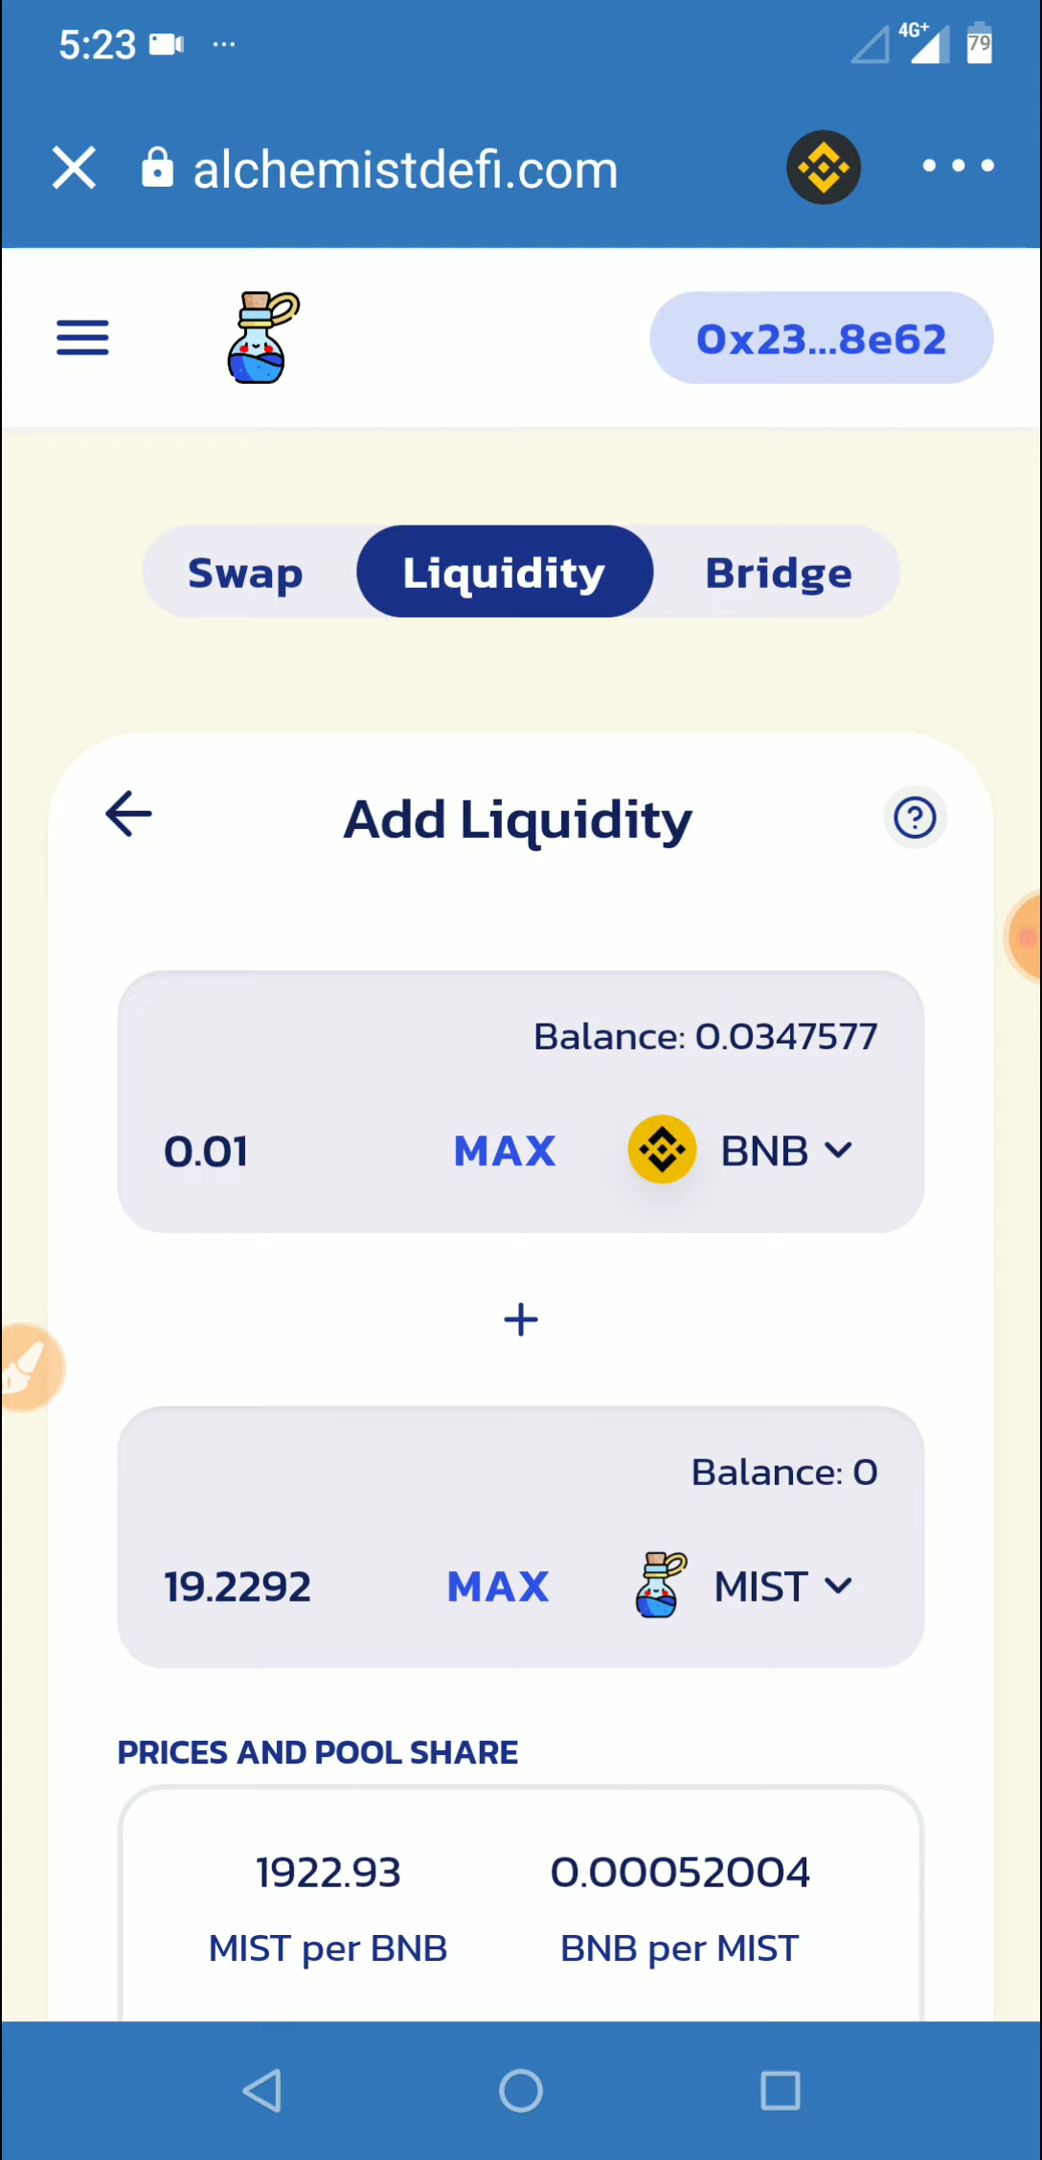 5:23
4G+
79
alchemistdefi.com
0x23...8e62
Swap Liquidity Bridge
Add Liquidity
Balance: 0.0347577
0.01 MAX BNB
+
Balance: 0
19.2292 MAX MIST
PRICES AND POOL SHARE
1922.93 0.00052004
MIST per BNB BNB per MIST